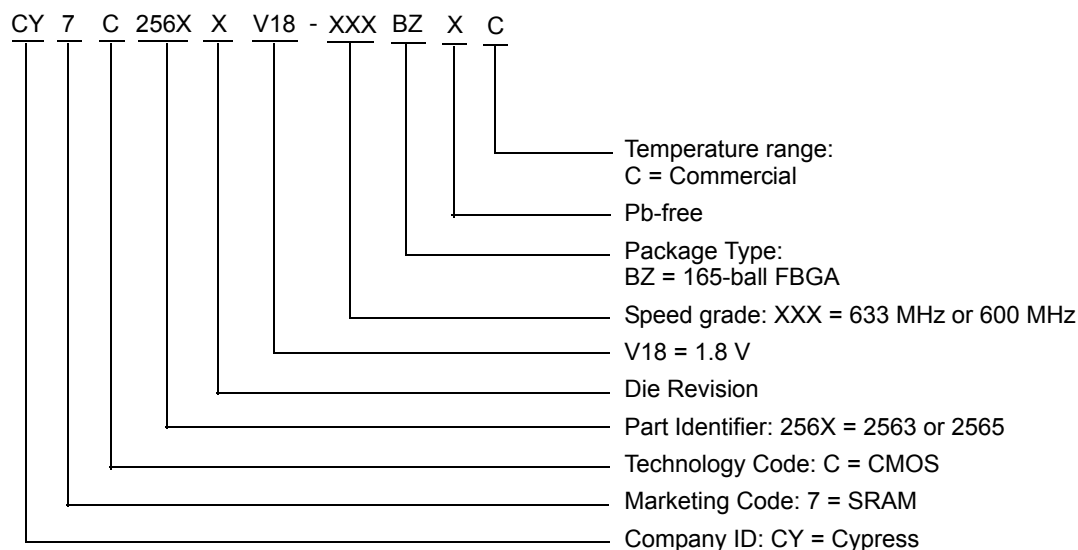 CY 7 C 256X X V18 - XXX BZ X C
Temperature range:
C = Commercial
Pb-free
Package Type:
BZ = 165-ball FBGA
Speed grade: XXX = 633 MHz or 600 MHz
V18 = 1.8 V
Die Revision
Part Identifier: 256X = 2563 or 2565
Technology Code: C = CMOS
Marketing Code: 7 = SRAM
Company ID: CY = Cypress